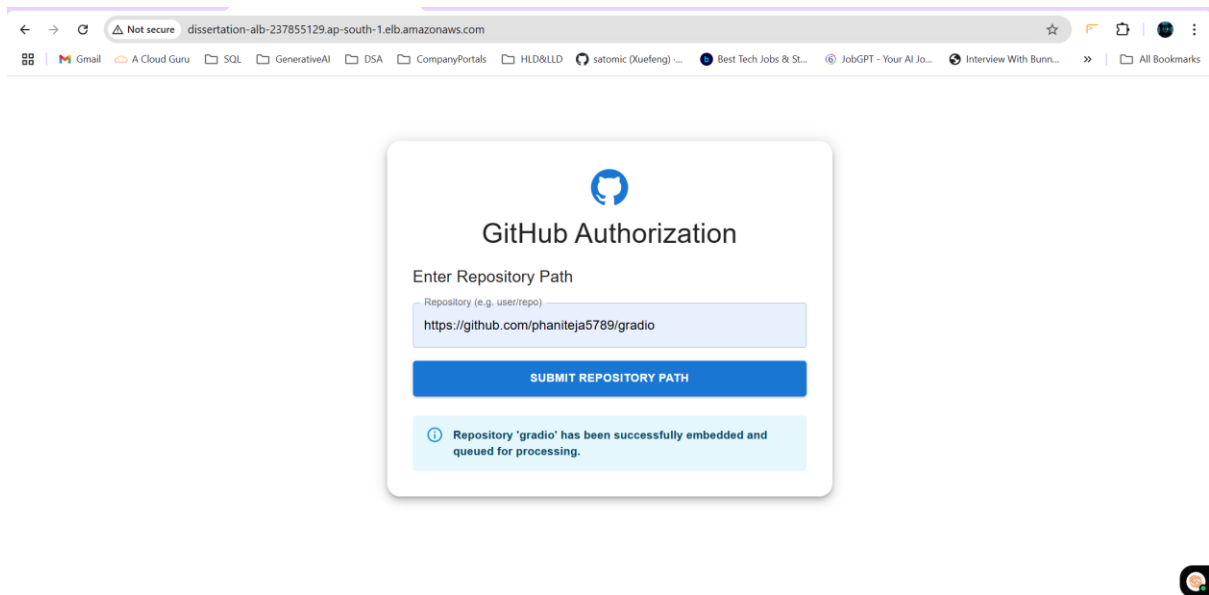 Not secure dissertation-alb-237855129.ap-south-1.elb.amazonaws.com
Gmail A Cloud Guru SQL GenerativeAI DSA CompanyPortals HLD&LLD satomic (Xuefeng) -... Best Tech Jobs & St... JobGPT - Your AI Jo... Interview With Bunn... » All Bookmarks
GitHub Authorization
Enter Repository Path
Repository (e.g. user/repo)
https://github.com/phaniteja5789/gradio
SUBMIT REPOSITORY PATH
Repository 'gradio' has been successfully embedded and
queued for processing.